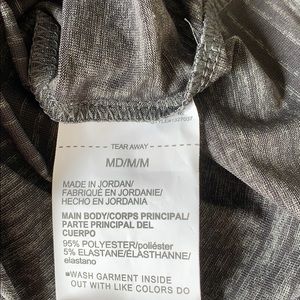 TEAR AWAY
MD/M/M
MADE IN JORDAN/
FABRIQUÉ EN JORDANIE/
HECHO EN JORDANIA
MAIN BODY/CORPS PRINCIPAL/
PARTE PRINCIPAL DEL
CUERPO
95% POLYESTER/poliéster
5% ELASTANE/ÉLASTHANNE/
elastano
*WASH GARMENT INSIDE
OUT WITH LIKE COLORS DO